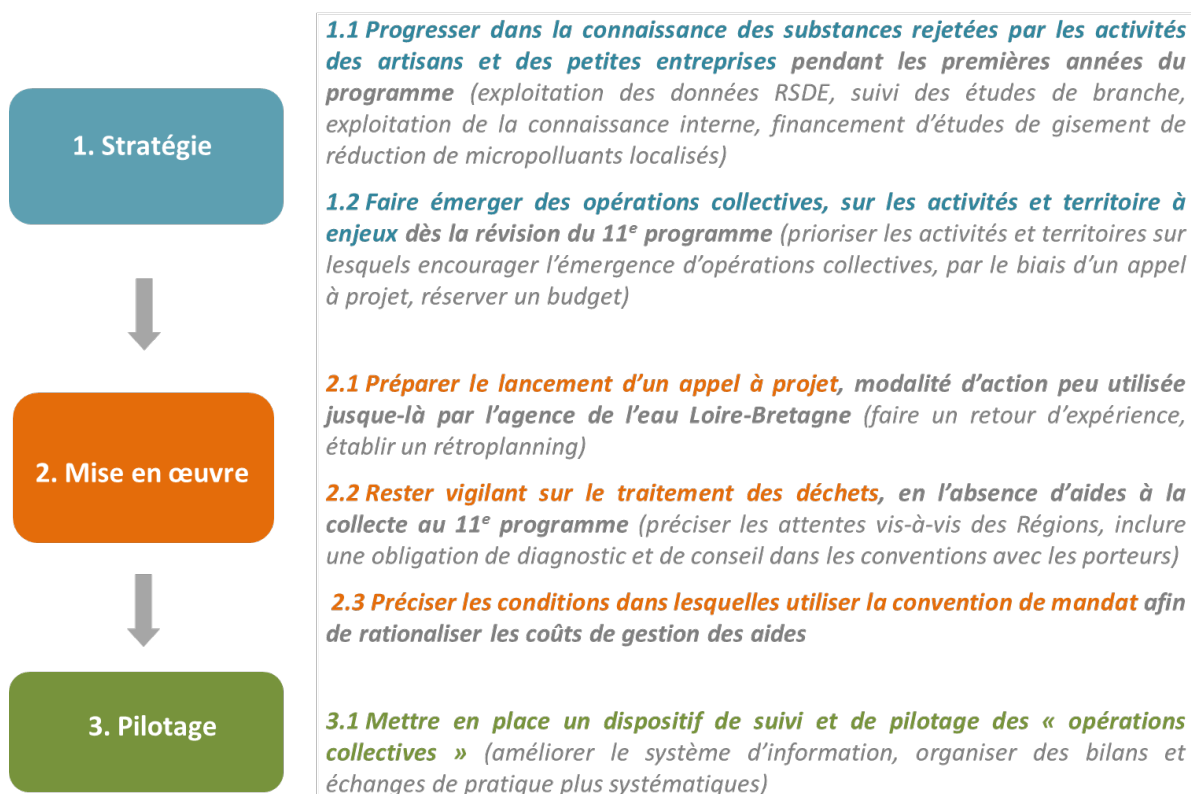 1. Stratégie
1.1 Progresser dans la connaissance des substances rejetées par les activités
des artisans et des petites entreprises pendant les premières années du
programme (exploitation des données RSDE, suivi des études de branche,
exploitation de la connaissance interne, financement d’études de gisement de
réduction de micropolluants localisés)
1.2 Faire émerger des opérations collectives, sur les activités et territoire à
enjeux dès la révision du 11e programme (prioriser les activités et territoires sur
lesquels encourager l’émergence d’opérations collectives, par le biais d’un appel
à projet, réserver un budget)
2. Mise en œuvre
2.1 Préparer le lancement d’un appel à projet, modalité d’action peu utilisée
jusque-là par l’agence de l’eau Loire-Bretagne (faire un retour d’expérience,
établir un rétroplanning)
2.2 Rester vigilant sur le traitement des déchets, en l’absence d’aides à la
collecte au 11e programme (préciser les attentes vis-à-vis des Régions, inclure
une obligation de diagnostic et de conseil dans les conventions avec les porteurs)
2.3 Préciser les conditions dans lesquelles utiliser la convention de mandat afin
de rationaliser les coûts de gestion des aides
3. Pilotage
3.1 Mettre en place un dispositif de suivi et de pilotage des « opérations
collectives » (améliorer le système d’information, organiser des bilans et
échanges de pratique plus systématiques)